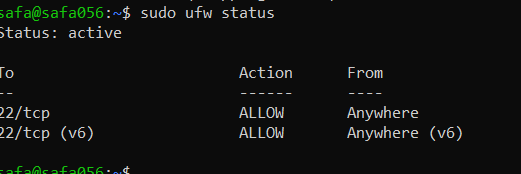 safa@safa056:~$ sudo ufw status
Status: active
To Action From
-- ------ ----
22/tcp ALLOW Anywhere
22/tcp (v6) ALLOW Anywhere (v6)
safa@safa056:~$